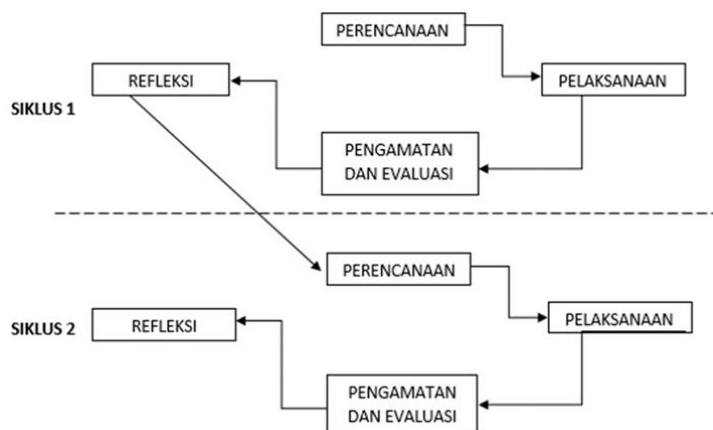 PERENCANAAN
REFLEKSI
PELAKSANAAN
SIKLUS 1
PENGAMATAN
DAN EVALUASI
PERENCANAAN
REFLEKSI
PELAKSANAAN
SIKLUS 2
PENGAMATAN
DAN EVALUASI